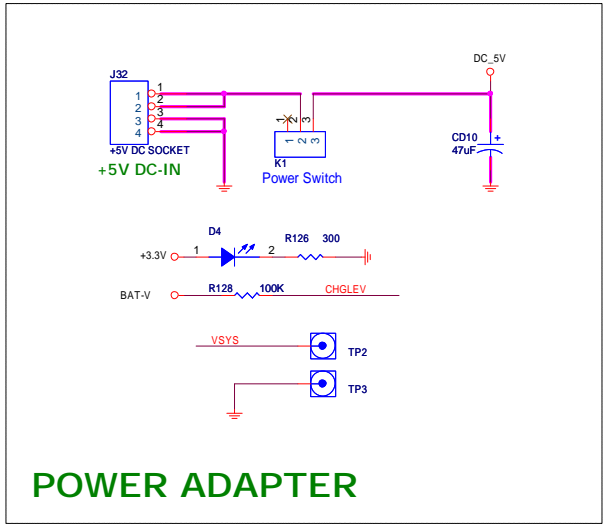 DC_5V
J32
1
2
3
4
1
2
3
4
+5V DC SOCKET
+5V DC-IN
1
2
3
1
2
3
K1
Power Switch
CD10
47uF
+
D4
+3.3V
1
2
R126 300
BAT-V
R128
100K
CHGLEV
VSYS
TP2
TP3
POWER ADAPTER